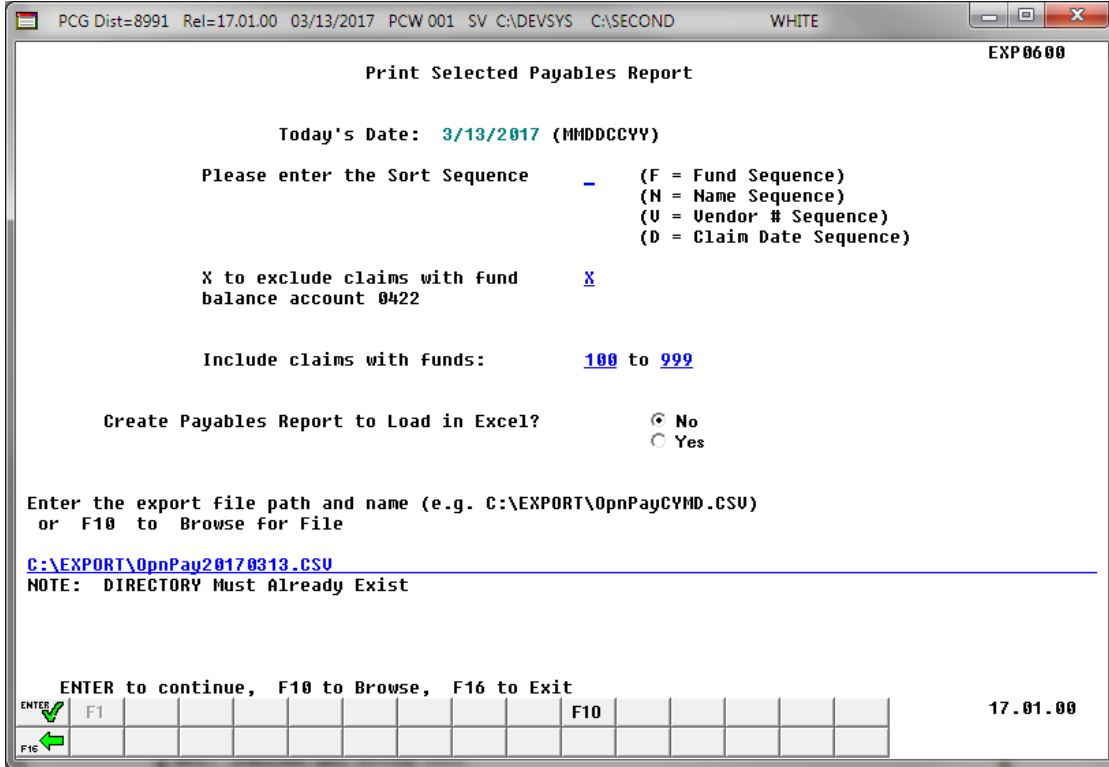 PCG Dist=8991 Rel=17.01.00 03/13/2017 PCW 001 SV C:\DEVSYS C:\SECOND WHITE
EXP0600
Print Selected Payables Report
Today's Date: 3/13/2017 (MMDDCCYY)
Please enter the Sort Sequence _ (F = Fund Sequence)
(N = Name Sequence)
(V = Vendor # Sequence)
(D = Claim Date Sequence)
X to exclude claims with fund X
balance account 0422
Include claims with funds: 100 to 999
Create Payables Report to Load in Excel? No
Yes
Enter the export file path and name (e.g. C:\EXPORT\OpnPayCYMD.CSV)
or F10 to Browse for File
C:\EXPORT\OpnPay20170313.CSV
NOTE: DIRECTORY Must Already Exist
ENTER to continue, F10 to Browse, F16 to Exit
ENTER F1 F10 17.01.00
F16